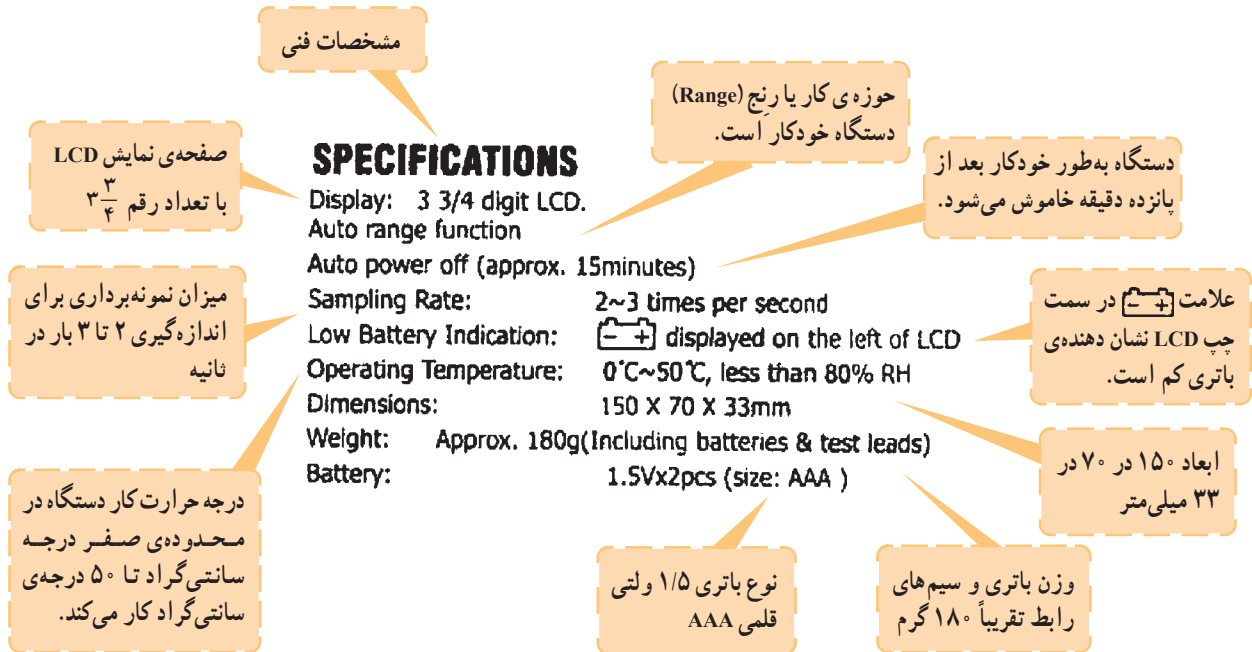 مشخصات فنی
حوزه ی کار یا رِنج (Range)
دستگاه خودکار است.
صفحه‌ی نمایش LCD
با تعداد رقم ۳ ۳/۴
دستگاه به‌طور خودکار بعد از
پانزده دقیقه خاموش می‌شود.
SPECIFICATIONS
Display: 3 3/4 digit LCD.
Auto range function
Auto power off (approx. 15minutes)
Sampling Rate: 2~3 times per second
Low Battery Indication: - + displayed on the left of LCD
Operating Temperature: 0°C~50°C, less than 80% RH
Dimensions: 150 X 70 X 33mm
Weight: Approx. 180g(Including batteries & test leads)
Battery: 1.5Vx2pcs (size: AAA )
میزان نمونه‌برداری برای
اندازه‌گیری ۲ تا ۳ بار در
ثانیه
علامت - + در سمت
چپ LCD نشان دهنده‌ی
باتری کم است.
درجه حرارت کار دستگاه در
محدوده‌ی صفر درجه
سانتی‌گراد تا ۵۰ درجه‌ی
سانتی‌گراد کار می‌کند.
ابعاد ۱۵۰ در ۷۰ در
۳۳ میلی‌متر
نوع باتری ۱/۵ ولتی
قلمی AAA
وزن باتری و سیم‌های
رابط تقریباً ۱۸۰ گرم